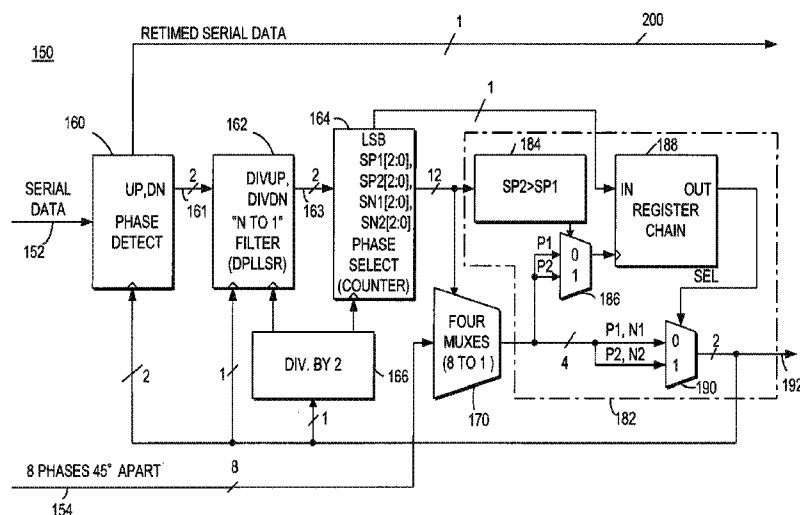 RETIMED SERIAL DATA
1
200
150
160
162
164
1
184
188
SERIAL
DATA
152
UP,DN
PHASE
DETECT
2
161
DIVUP,
DIVDN
"N TO 1"
FILTER
(DPLLSR)
2
163
LSB
SP1[2:0],
SP2[2:0],
SN1[2:0],
SN2[2:0]
PHASE
SELECT
(COUNTER)
12
SP2>SP1
IN
OUT
REGISTER
CHAIN
P1
P2
0
1
186
SEL
DIV. BY 2
166
FOUR
MUXES
(8 TO 1)
170
4
P1, N1
P2, N2
0
1
190
2
192
182
2
1
1
8 PHASES 45° APART
8
154